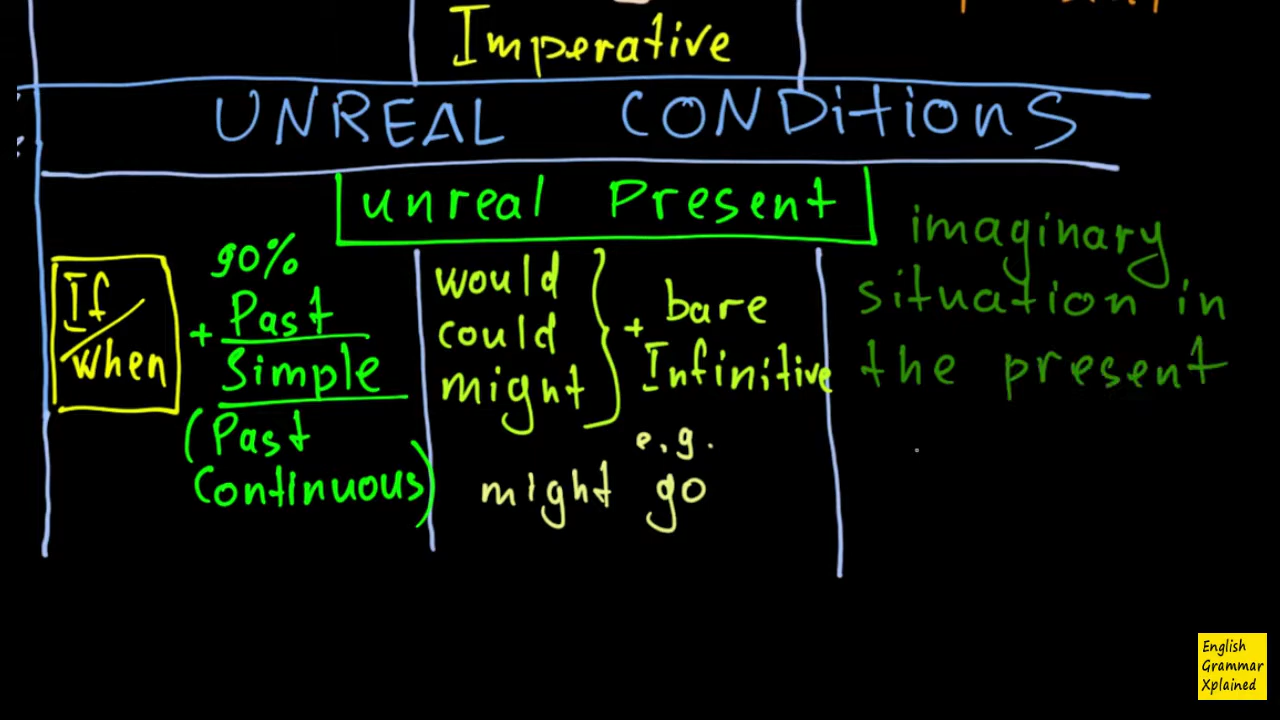 Imperative
UNREAL CONDitionS
unreal Present
If
when
+
90%
Past
Simple
(Past
Continuous)
would
could
might
+
bare
Infinitive
e.g.
might go
imaginary
situation in
the present
English
Grammar
Xplained